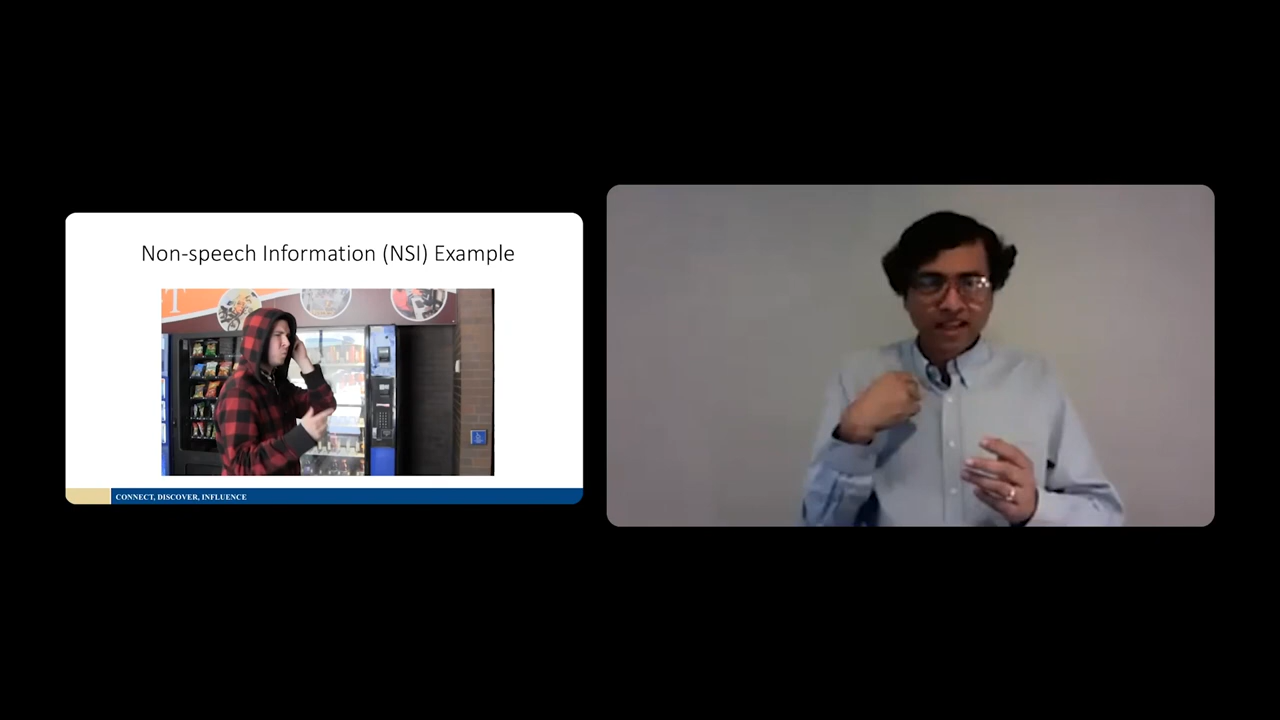 Non-speech Information (NSI) Example
CONNECT, DISCOVER, INFLUENCE